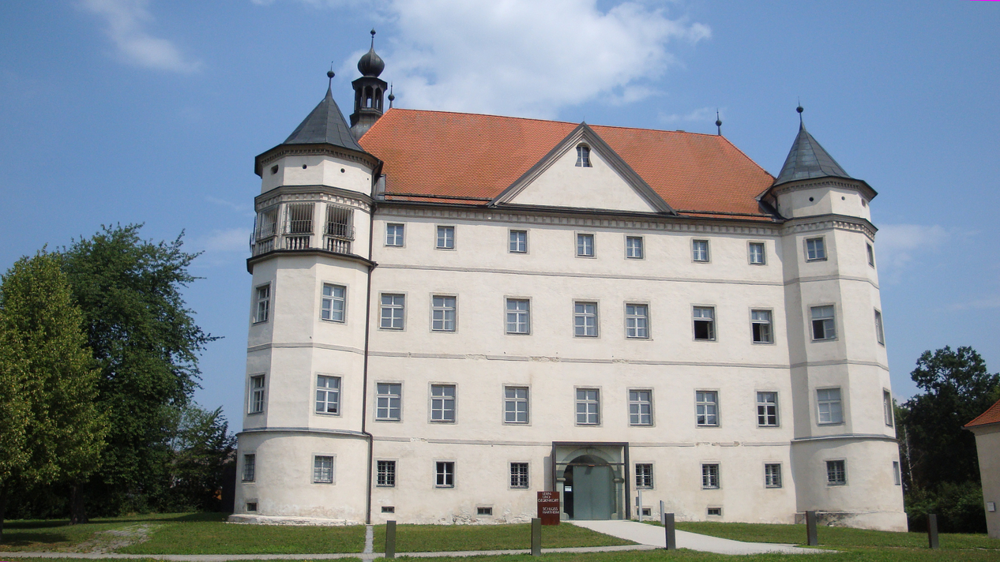 LERN
UND
GEDENKORT
SCHLOSS
HARTHEIM